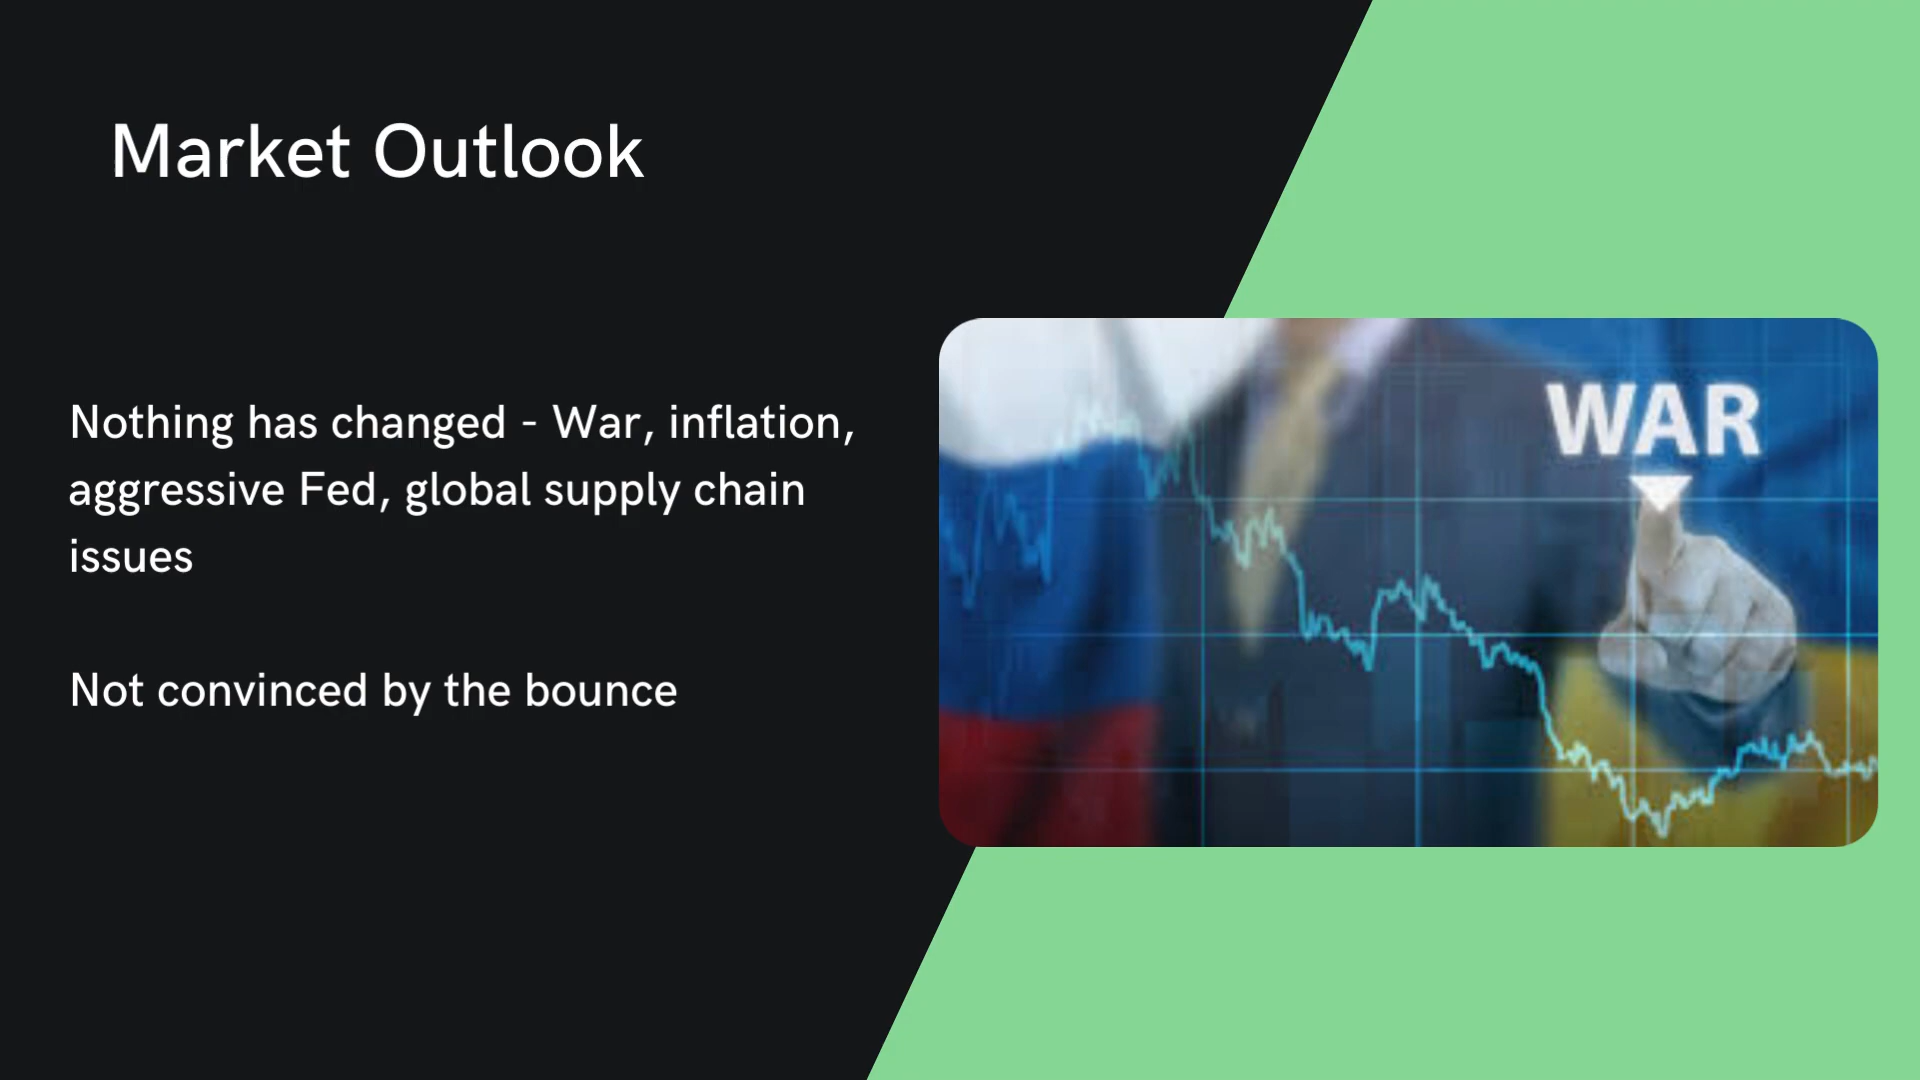 Market Outlook
Nothing has changed - War, inflation,
aggressive Fed, global supply chain
issues
Not convinced by the bounce
WAR